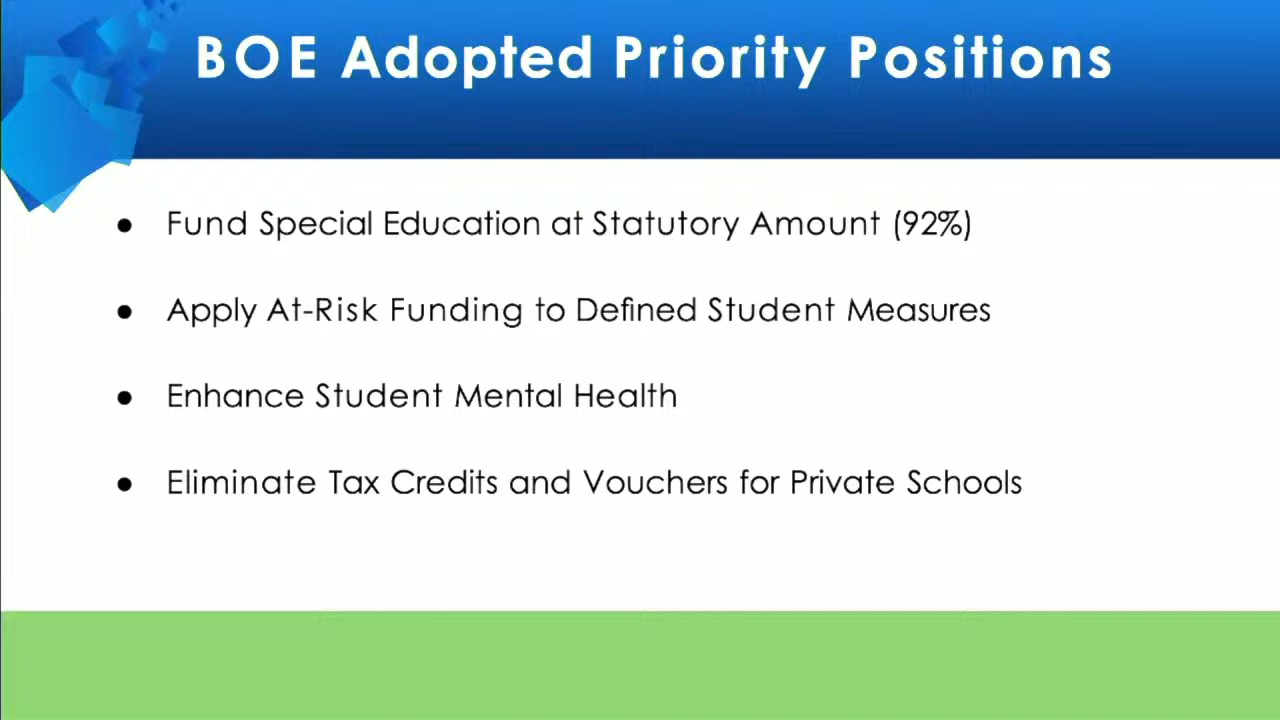 BOE Adopted Priority Positions
● Fund Special Education at Statutory Amount (92%)
● Apply At-Risk Funding to Defined Student Measures
● Enhance Student Mental Health
● Eliminate Tax Credits and Vouchers for Private Schools